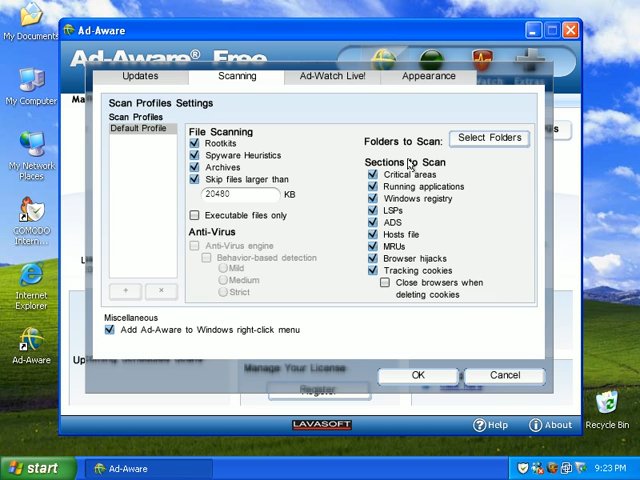 My Documents
My Computer
My Network Places
COMODO Intern...
Internet Explorer
Ad-Aware
Recycle Bin
Ad-Aware
Ad-Aware® Free
Extras
Updates
Scanning
Ad-Watch Live!
Appearance
Scan Profiles Settings
Scan Profiles
Default Profile
+
×
File Scanning
Rootkits
Spyware Heuristics
Archives
Skip files larger than
20480 KB
Executable files only
Anti-Virus
Anti-Virus engine
Behavior-based detection
Mild
Medium
Strict
Folders to Scan:
Select Folders
Sections to Scan
Critical areas
Running applications
Windows registry
LSPs
ADS
Hosts file
MRUs
Browser hijacks
Tracking cookies
Close browsers when
deleting cookies
Miscellaneous
Add Ad-Aware to Windows right-click menu
OK
Cancel
Manage Your License
Register
LAVASOFT
Help
About
start
Ad-Aware
9:23 PM